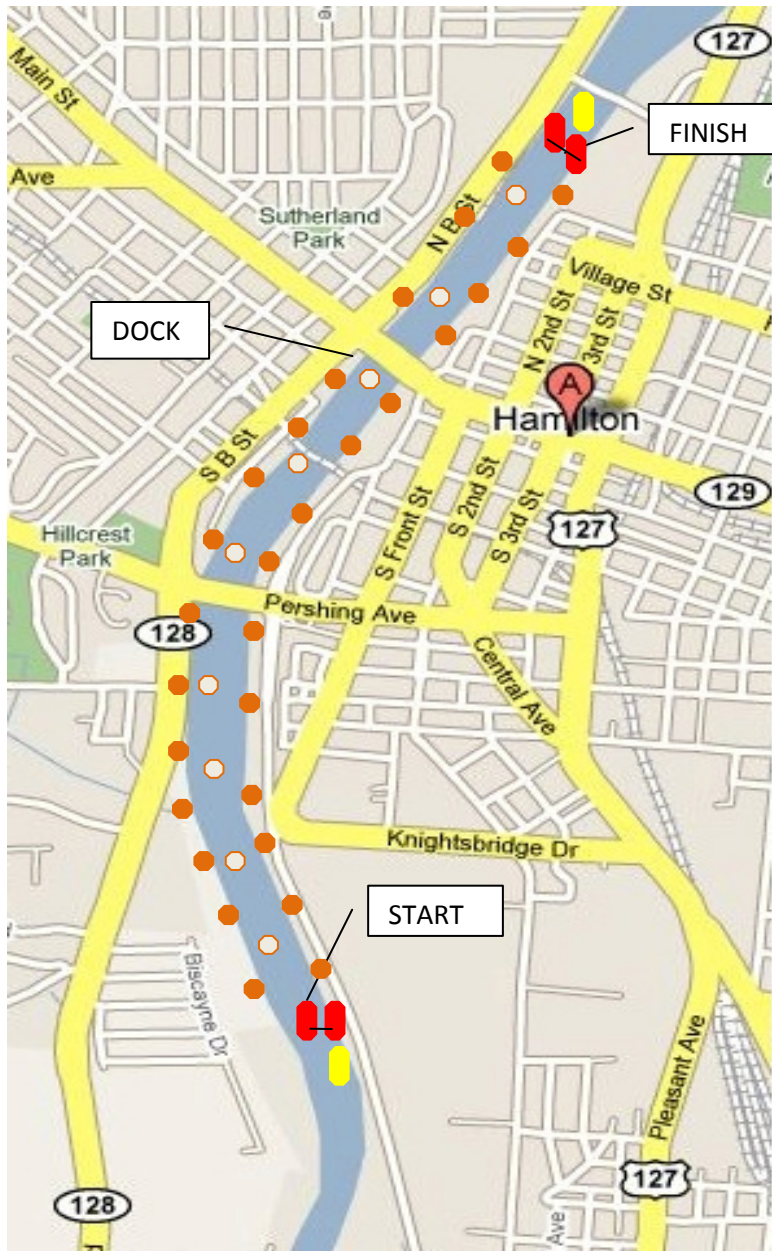 127
Main St
FINISH
Ave
Sutherland
Park
N B St
Village St
DOCK
N 2nd St
3rd St
A
Hamilton
S B St
129
S Front St
S 2nd St
S 3rd St
127
Hillcrest
Park
Pershing Ave
128
Central Ave
Knightsbridge Dr
START
Biscayne Dr
Pleasant Ave
127
128
Ave